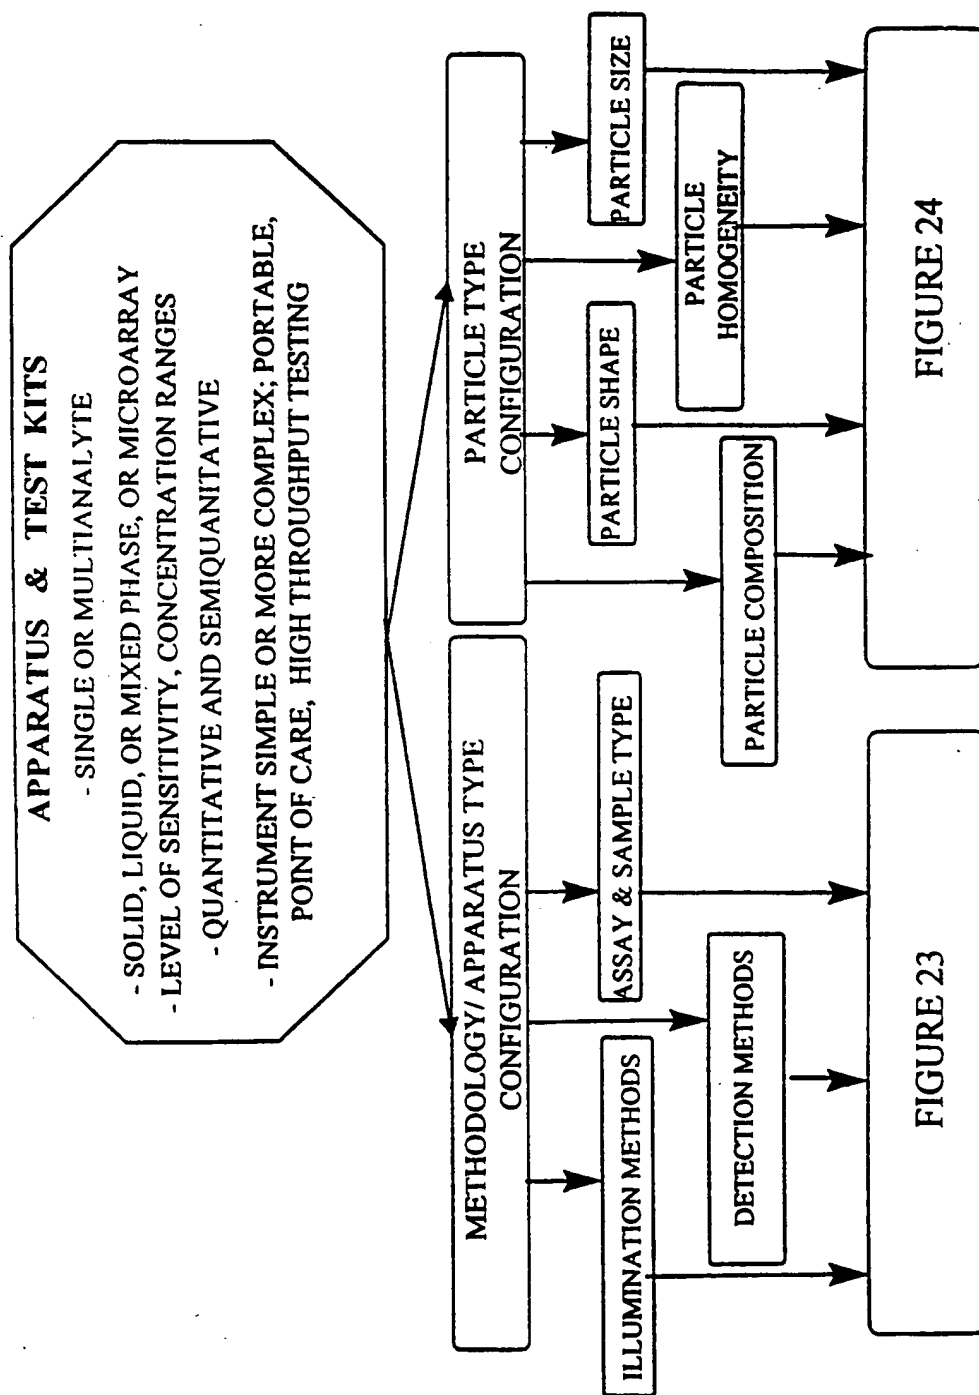 APPARATUS & TEST KITS
- SINGLE OR MULTIANALYTE
- SOLID, LIQUID, OR MIXED PHASE, OR MICROARRAY
- LEVEL OF SENSITIVITY, CONCENTRATION RANGES
- QUANTITATIVE AND SEMIQUANITATIVE
- INSTRUMENT SIMPLE OR MORE COMPLEX; PORTABLE,
POINT OF CARE, HIGH THROUGHPUT TESTING
METHODOLOGY/ APPARATUS TYPE
CONFIGURATION
ILLUMINATION METHODS
DETECTION METHODS
ASSAY & SAMPLE TYPE
FIGURE 23
PARTICLE TYPE
CONFIGURATION
PARTICLE COMPOSITION
PARTICLE SHAPE
PARTICLE
HOMOGENEITY
PARTICLE SIZE
FIGURE 24